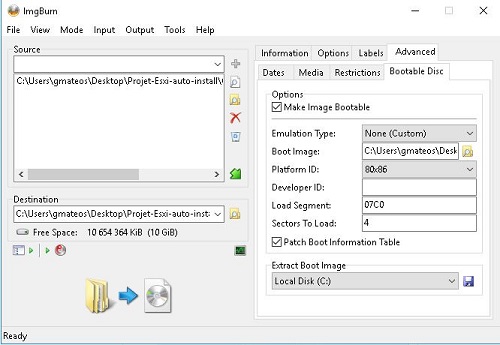 ImgBurn
File View Mode Input Output Tools Help
Source
C:\Users\gmateos\Desktop\Projet-Esxi-auto-install\
Destination
C:\Users\gmateos\Desktop\Projet-Esxi-auto-inst
Free Space: 10 654 364 KiB (10 GiB)
Information Options Labels Advanced
Dates Media Restrictions Bootable Disc
Options
Make Image Bootable
Emulation Type: None (Custom)
Boot Image: C:\Users\gmateos\Desk
Platform ID: 80x86
Developer ID:
Load Segment: 07C0
Sectors To Load: 4
Patch Boot Information Table
Extract Boot Image
Local Disk (C:)
Ready